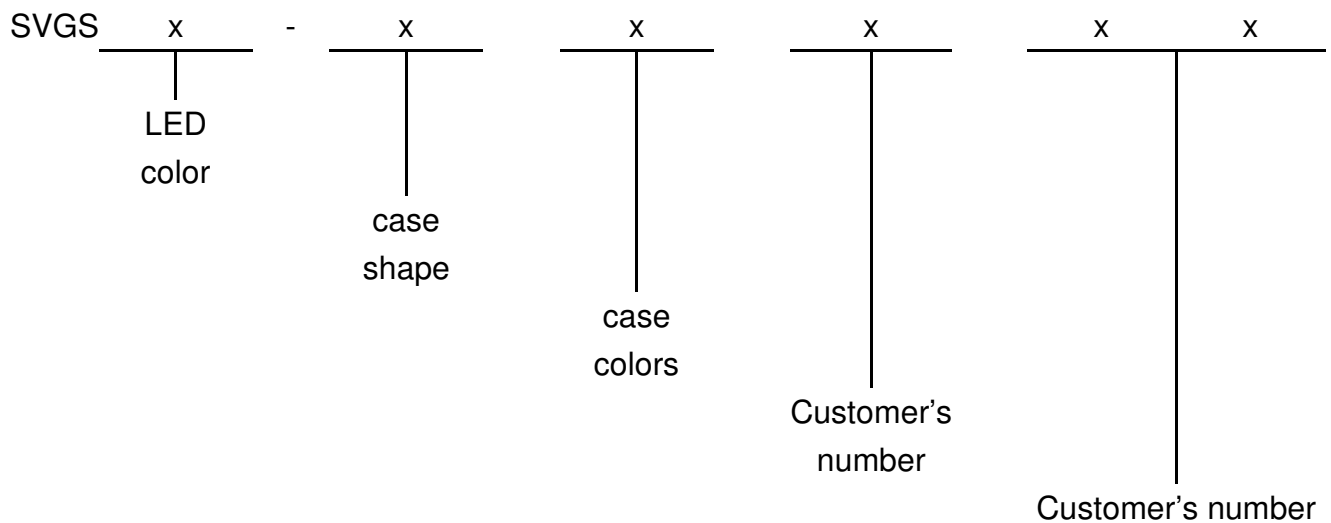 SVGS x - x x x x x
LED
color
case
shape
case
colors
Customer's
number
Customer's number